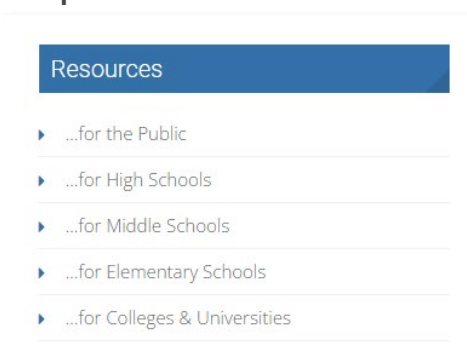 Resources
...for the Public
...for High Schools
...for Middle Schools
...for Elementary Schools
...for Colleges & Universities